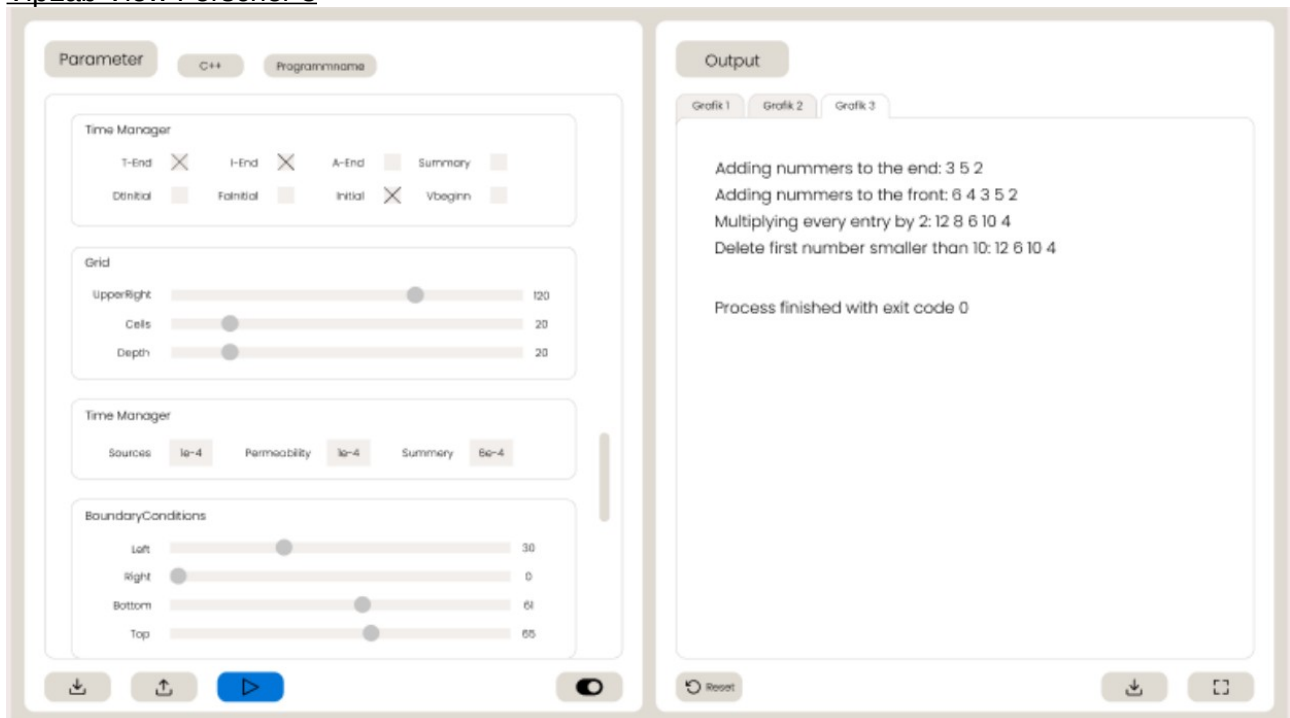 Parameter C++ Programmname
Time Manager
T-End I-End A-End Summary
DtInitial FaInitial Initial Vbeginn
Grid
UpperRight 120
Cells 20
Depth 20
Time Manager
Sources 1e-4 Permeability 1e-4 Summery 6e-4
BoundaryConditions
Left 30
Right 0
Bottom 61
Top 65
Output
Grafik 1 Grafik 2 Grafik 3
Adding nummers to the end: 3 5 2
Adding nummers to the front: 6 4 3 5 2
Multiplying every entry by 2: 12 8 6 10 4
Delete first number smaller than 10: 12 6 10 4
Process finished with exit code 0
Reset